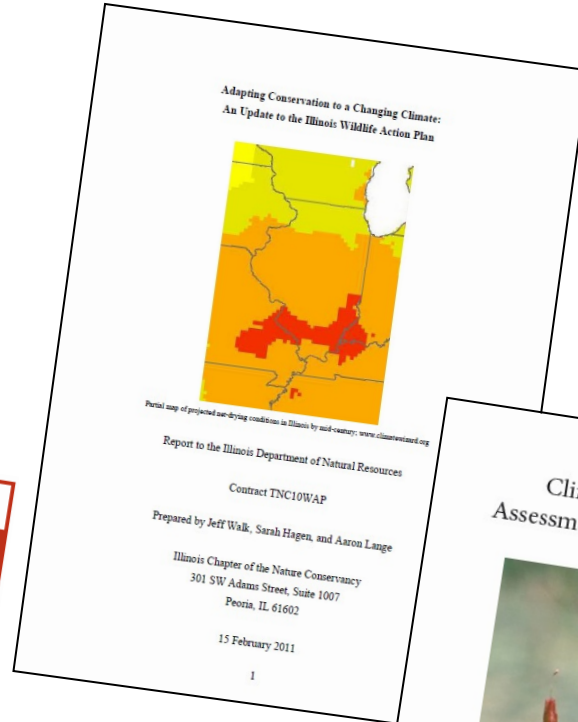 Adapting Conservation to a Changing Climate:
An Update to the Illinois Wildlife Action Plan
Partial map of projected net-drying conditions in Illinois by mid-century; www.climatewizard.org
Report to the Illinois Department of Natural Resources
Contract TNC10WAP
Prepared by Jeff Walk, Sarah Hagen, and Aaron Lange
Illinois Chapter of the Nature Conservancy
301 SW Adams Street, Suite 1007
Peoria, IL 61602
15 February 2011
1
Cli
Assessm